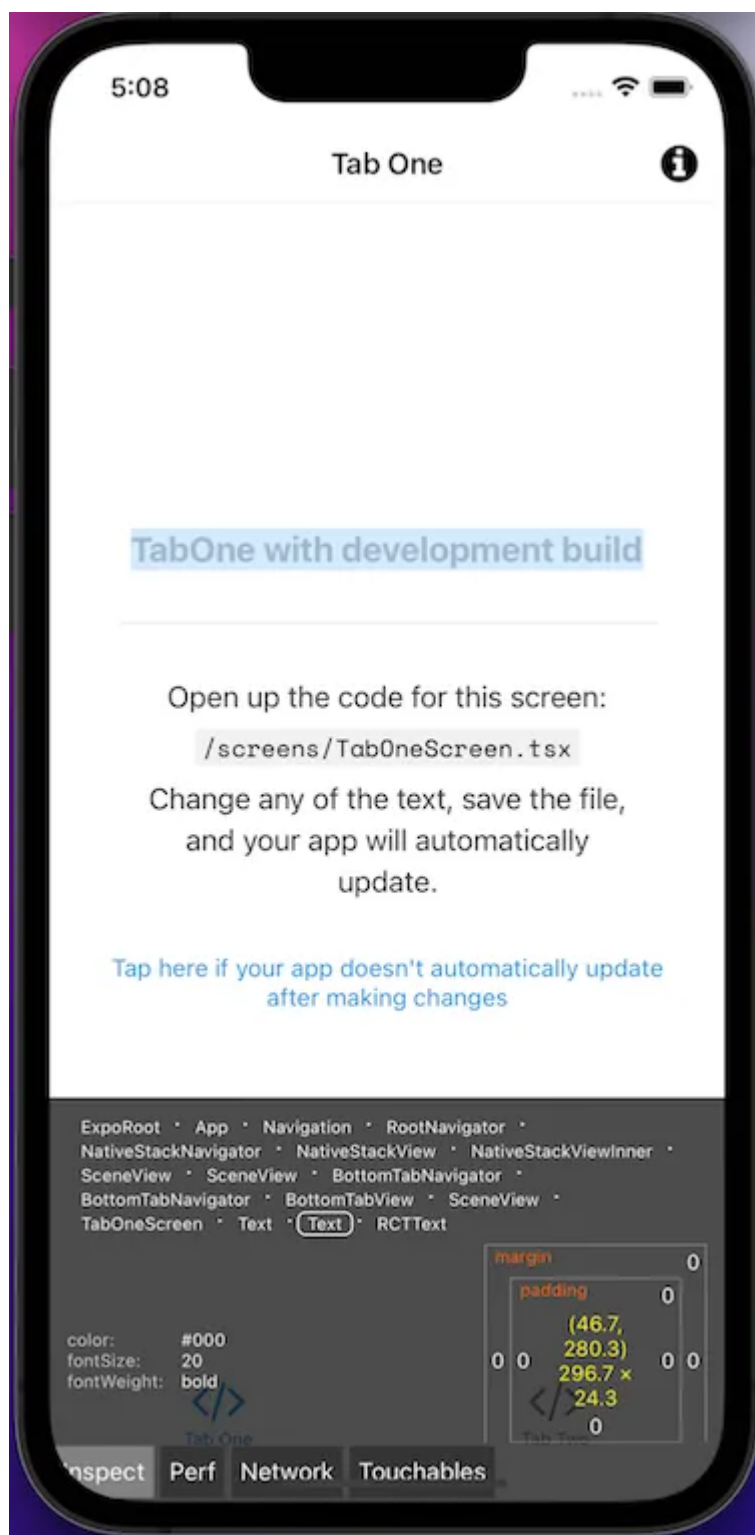 5:08
Tab One
TabOne with development build
Open up the code for this screen:
/screens/TabOneScreen.tsx
Change any of the text, save the file,
and your app will automatically
update.
Tap here if your app doesn't automatically update
after making changes
ExpoRoot · App · Navigation · RootNavigator ·
NativeStackNavigator · NativeStackView · NativeStackViewInner ·
SceneView · SceneView · BottomTabNavigator ·
BottomTabNavigator · BottomTabView · SceneView ·
TabOneScreen · Text · Text · RCTText
margin 0
padding 0
(46.7,
color: #000
280.3)
fontSize: 20
0 0 296.7 × 0 0
fontWeight: bold
24.3
</> </>
0
Tab One Tab Two
Inspect Perf Network Touchables